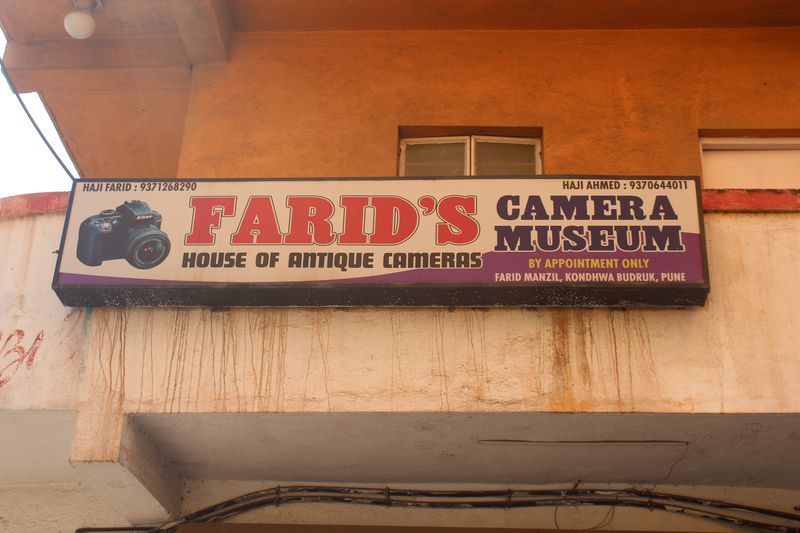 HAJI FARID : 9371268290
HAJI AHMED : 9370644011
Nikon
FARID'S
HOUSE OF ANTIQUE CAMERAS
CAMERA
MUSEUM
BY APPOINTMENT ONLY
FARID MANZIL, KONDHWA BUDRUK, PUNE